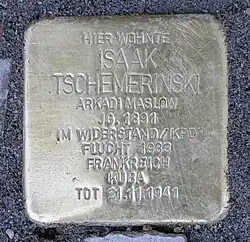 HIER WOHNTE
ISAAK
TSCHEMERINSKI
ARKADI MASLOW
JG. 1891
IM WIDERSTAND/KPD
FLUCHT 1933
FRANKREICH
KUBA
TOT 21.11.1941